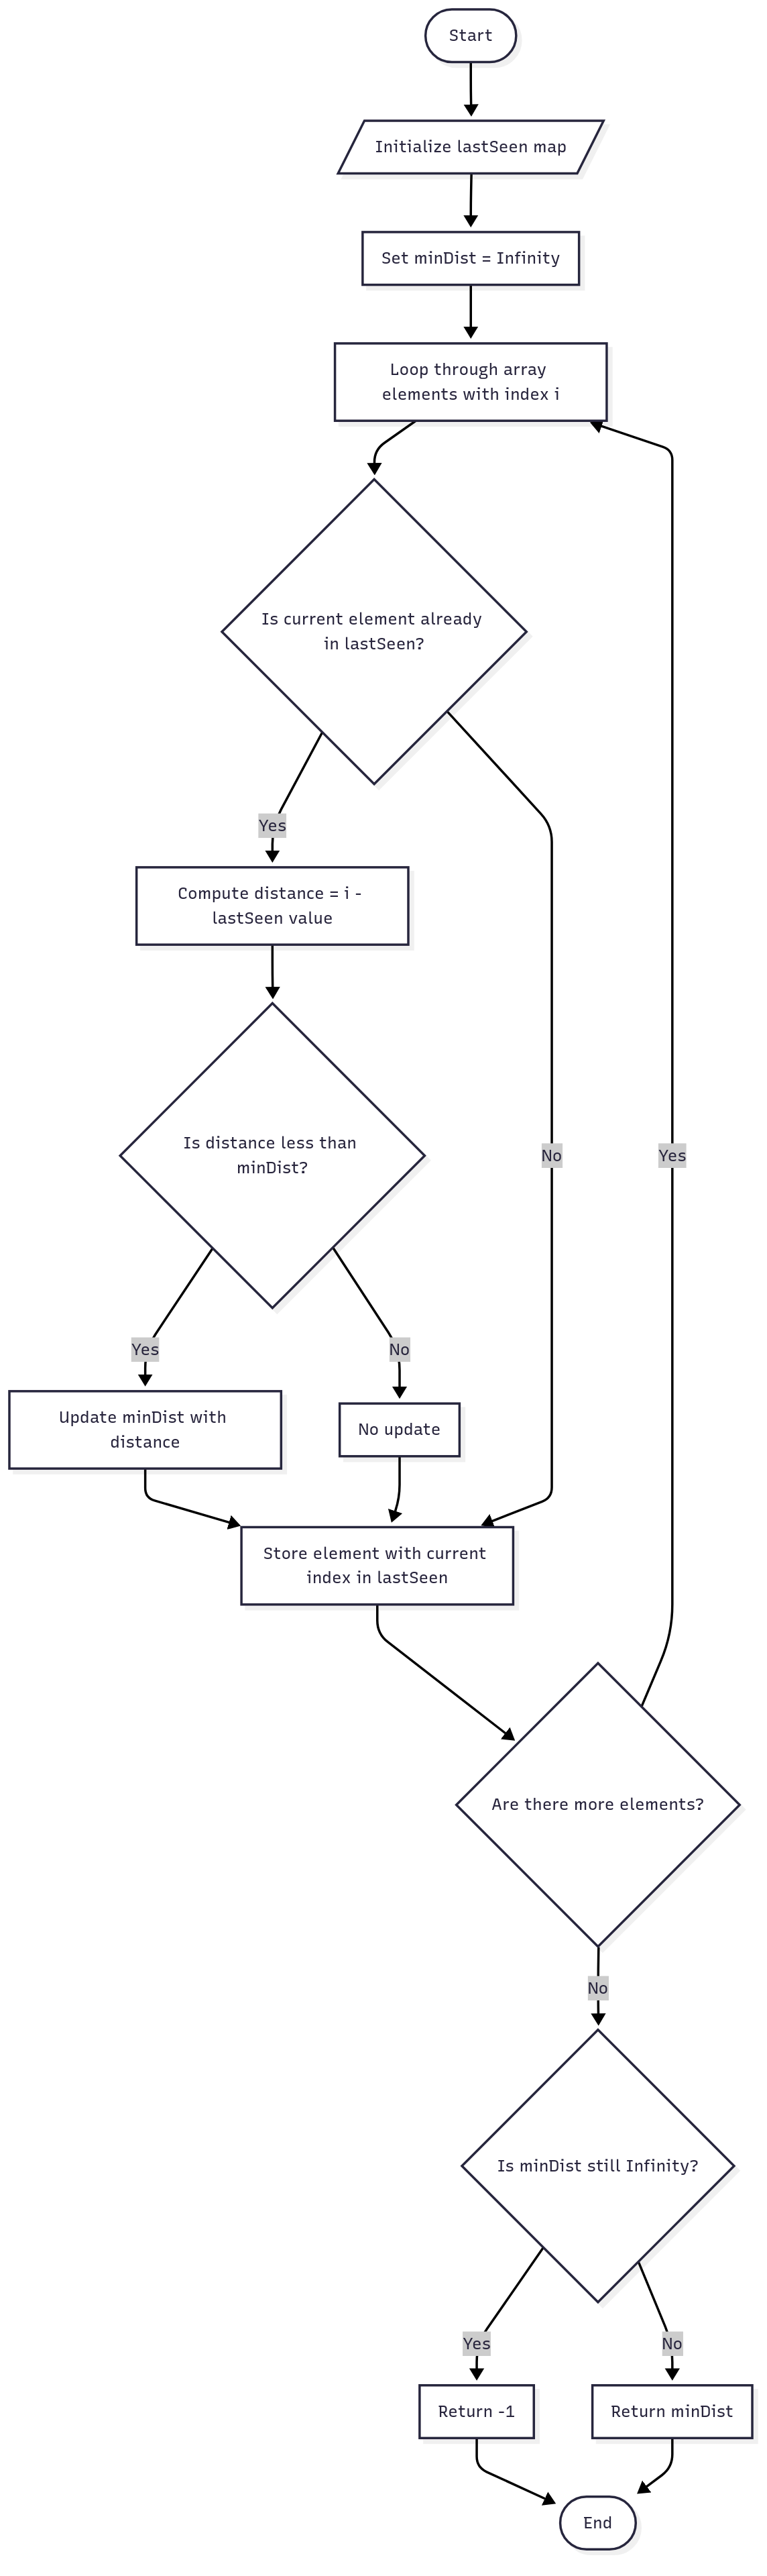 Start
Initialize lastSeen map
Set minDist = Infinity
Loop through array
elements with index i
Is current element already
in lastSeen?
Yes
Compute distance = i -
lastSeen value
Is distance less than
minDist?
No
Yes
Yes
No
Update minDist with
distance
No update
Store element with current
index in lastSeen
Are there more elements?
No
Is minDist still Infinity?
Yes
No
Return -1
Return minDist
End